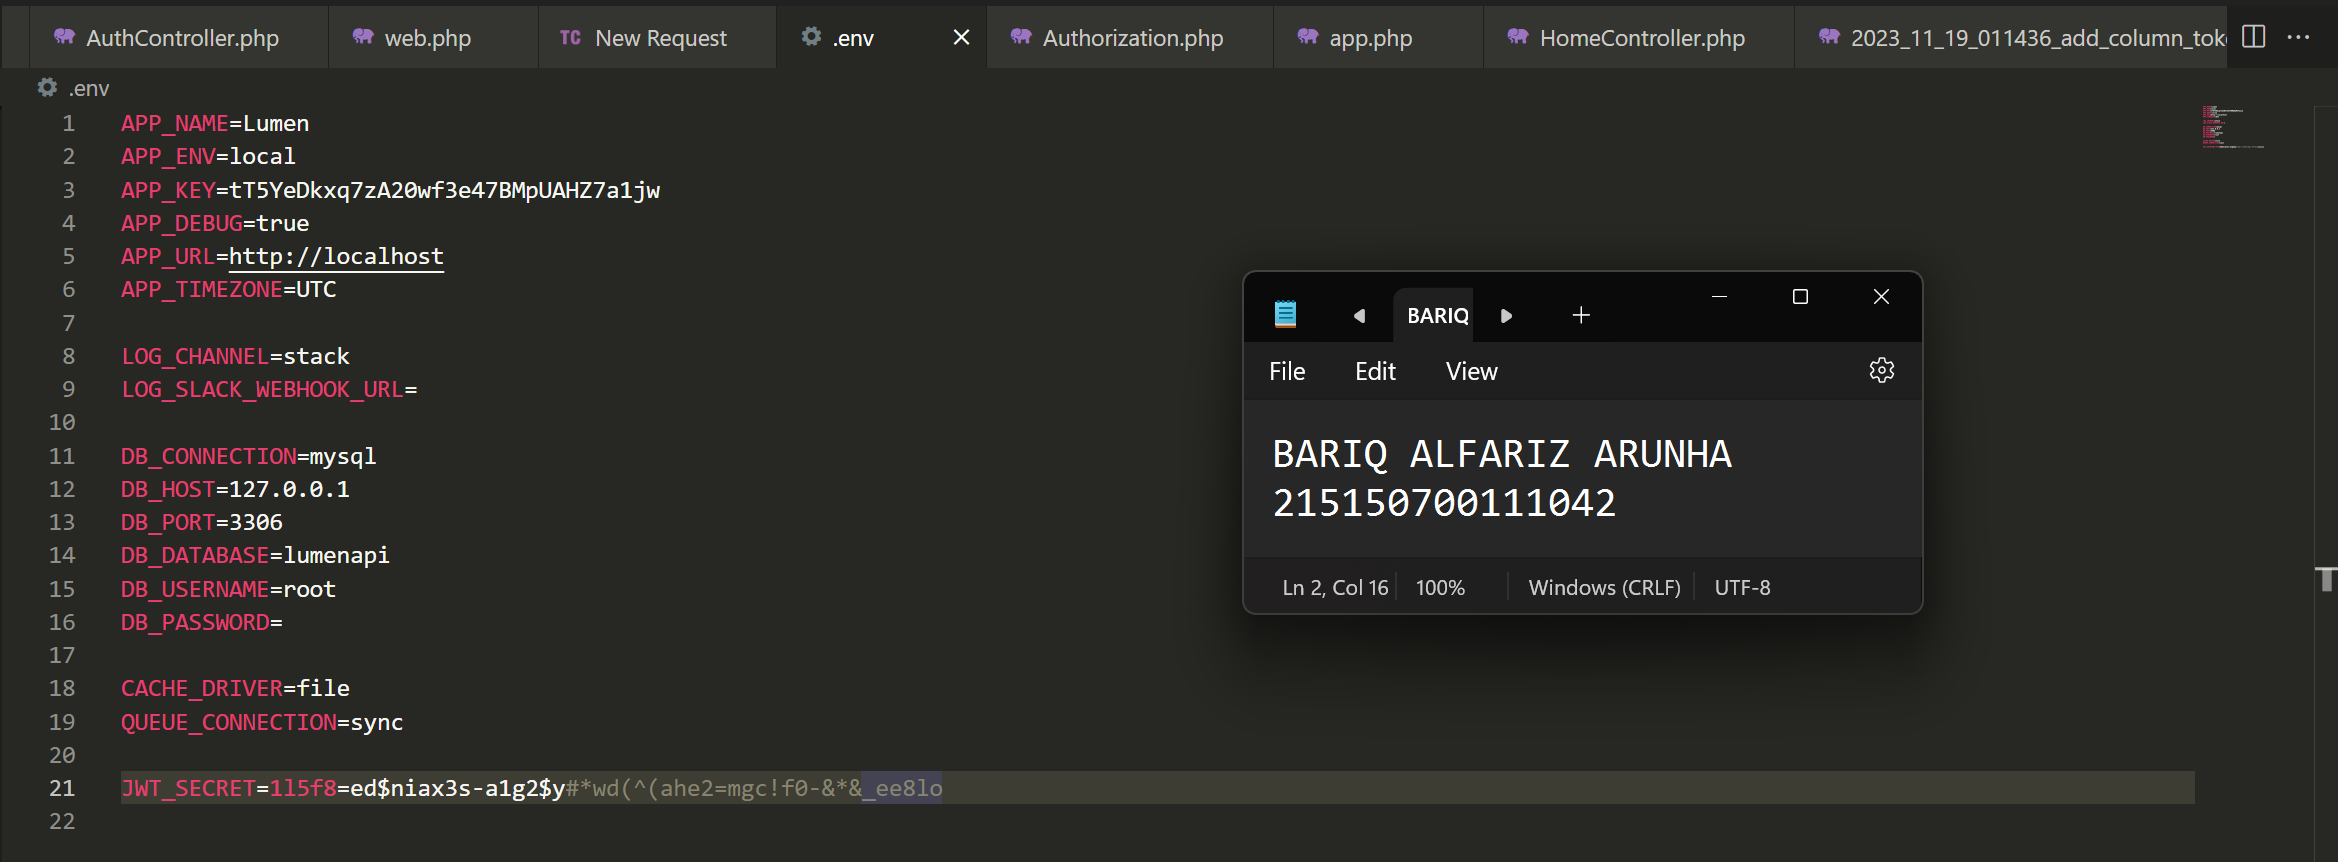 AuthController.php
web.php
TC New Request
.env
Authorization.php
app.php
HomeController.php
2023_11_19_011436_add_column_toke
.env
1 APP_NAME=Lumen
2 APP_ENV=local
3 APP_KEY=tT5YeDkxq7zA20wf3e47BMpUAHZ7a1jw
4 APP_DEBUG=true
5 APP_URL=http://localhost
6 APP_TIMEZONE=UTC
7
8 LOG_CHANNEL=stack
9 LOG_SLACK_WEBHOOK_URL=
10
11 DB_CONNECTION=mysql
12 DB_HOST=127.0.0.1
13 DB_PORT=3306
14 DB_DATABASE=lumenapi
15 DB_USERNAME=root
16 DB_PASSWORD=
17
18 CACHE_DRIVER=file
19 QUEUE_CONNECTION=sync
20
21 JWT_SECRET=1l5f8=ed$niax3s-a1g2$y#*wd(^(ahe2=mgc!f0-&*&_ee8lo
22
BARIQ
File Edit View
BARIQ ALFARIZ ARUNHA
215150700111042
Ln 2, Col 16 100% Windows (CRLF) UTF-8